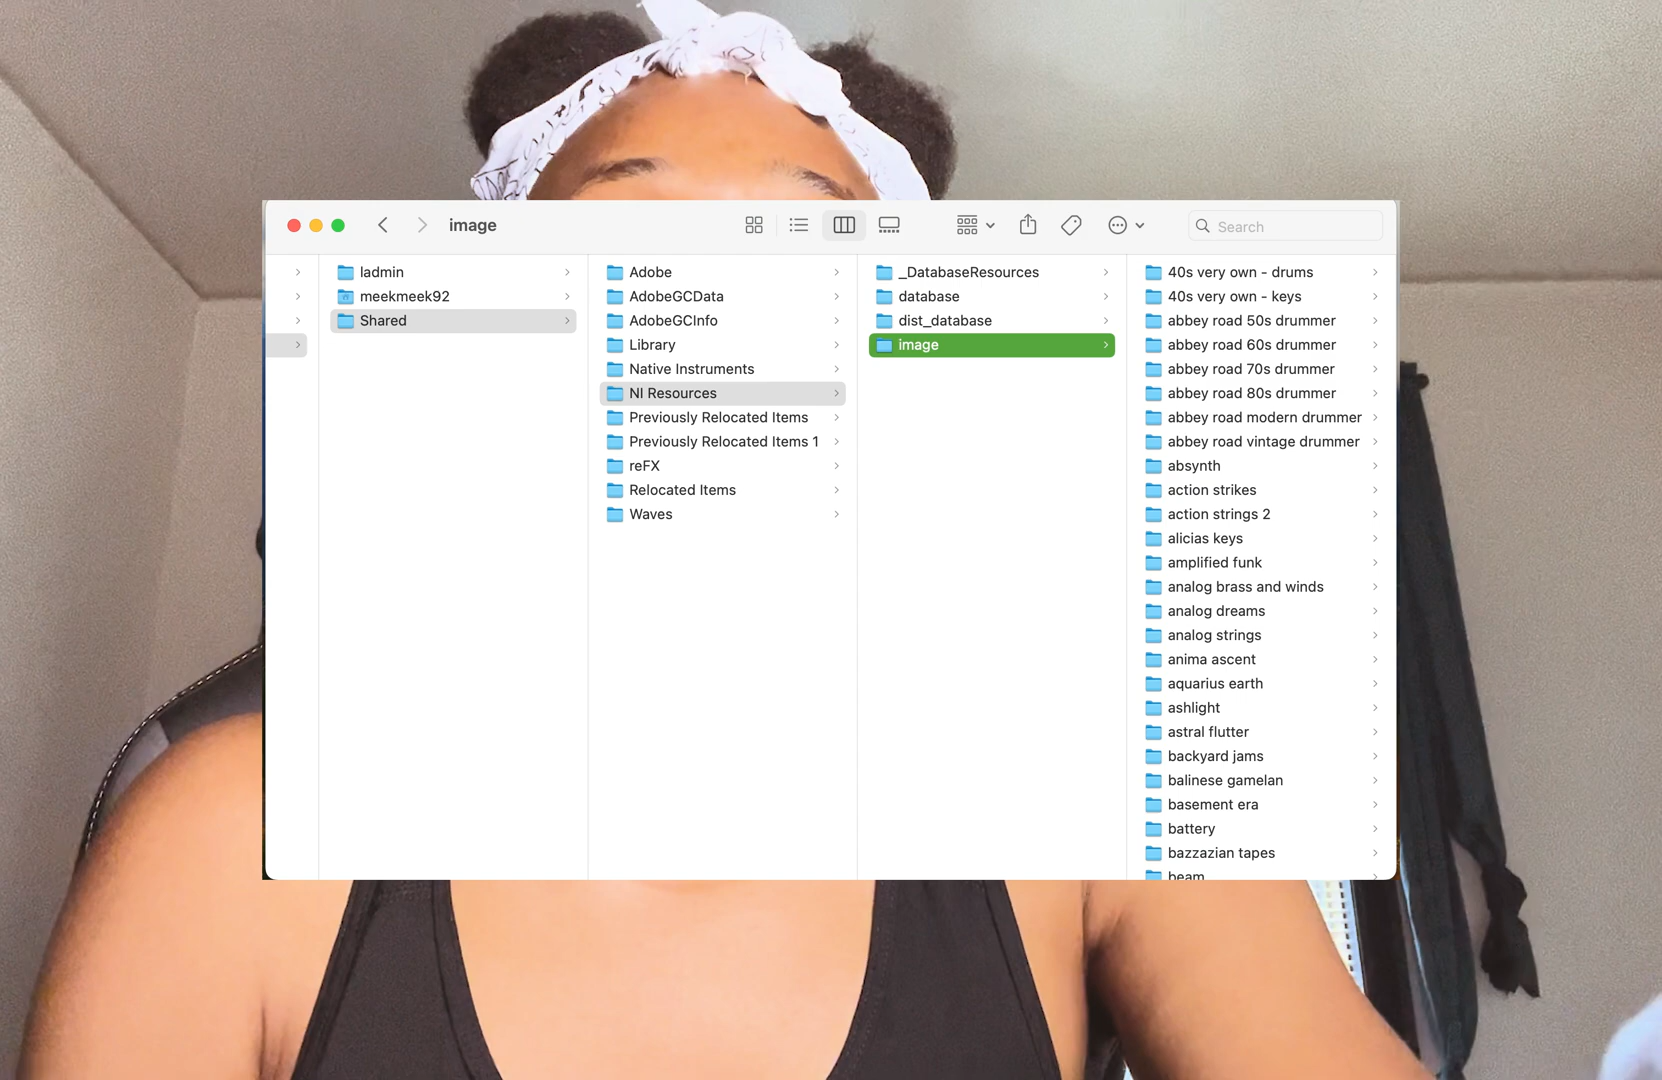 image
Search
ladmin
meekmeek92
Shared
Adobe
AdobeGCData
AdobeGCInfo
Library
Native Instruments
NI Resources
Previously Relocated Items
Previously Relocated Items 1
reFX
Relocated Items
Waves
_DatabaseResources
database
dist_database
image
40s very own - drums
40s very own - keys
abbey road 50s drummer
abbey road 60s drummer
abbey road 70s drummer
abbey road 80s drummer
abbey road modern drummer
abbey road vintage drummer
absynth
action strikes
action strings 2
alicias keys
amplified funk
analog brass and winds
analog dreams
analog strings
anima ascent
aquarius earth
ashlight
astral flutter
backyard jams
balinese gamelan
basement era
battery
bazzazian tapes
beam